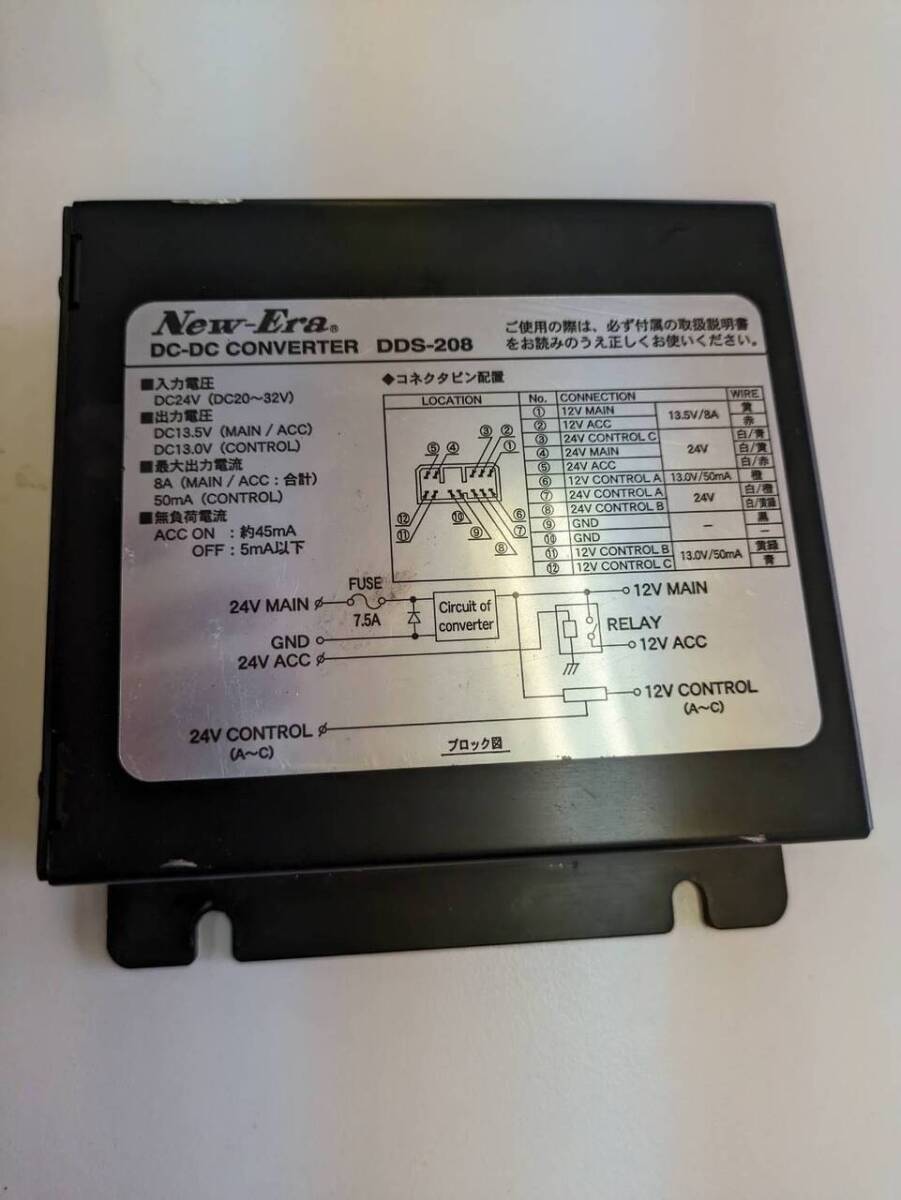 New-Era®
DC-DC CONVERTER DDS-208
ご使用の際は、必ず付属の取扱説明書
をお読みのうえ正しくお使いください。
■入力電圧
DC24V (DC20～32V)
■出力電圧
DC13.5V (MAIN / ACC)
DC13.0V (CONTROL)
■最大出力電流
8A (MAIN / ACC : 合計)
50mA (CONTROL)
■無負荷電流
ACC ON : 約45mA
OFF : 5mA以下
◆コネクタピン配置
LOCATION
⑤ ④ ③ ② ①
⑫ ⑪ ⑩ ⑨ ⑧ ⑦ ⑥
No. CONNECTION WIRE
① 12V MAIN 13.5V/8A 黄
② 12V ACC 赤
③ 24V CONTROL C 24V 白/青
④ 24V MAIN 白/黄
⑤ 24V ACC 白/赤
⑥ 12V CONTROL A 13.0V/50mA 橙
⑦ 24V CONTROL A 24V 白/橙
⑧ 24V CONTROL B 白/黄緑
⑨ GND － 黒
⑩ GND －
⑪ 12V CONTROL B 13.0V/50mA 黄緑
⑫ 12V CONTROL C 青
24V MAIN
FUSE
7.5A
Circuit of
converter
12V MAIN
GND
24V ACC
RELAY
12V ACC
12V CONTROL
(A～C)
24V CONTROL
(A～C)
ブロック図